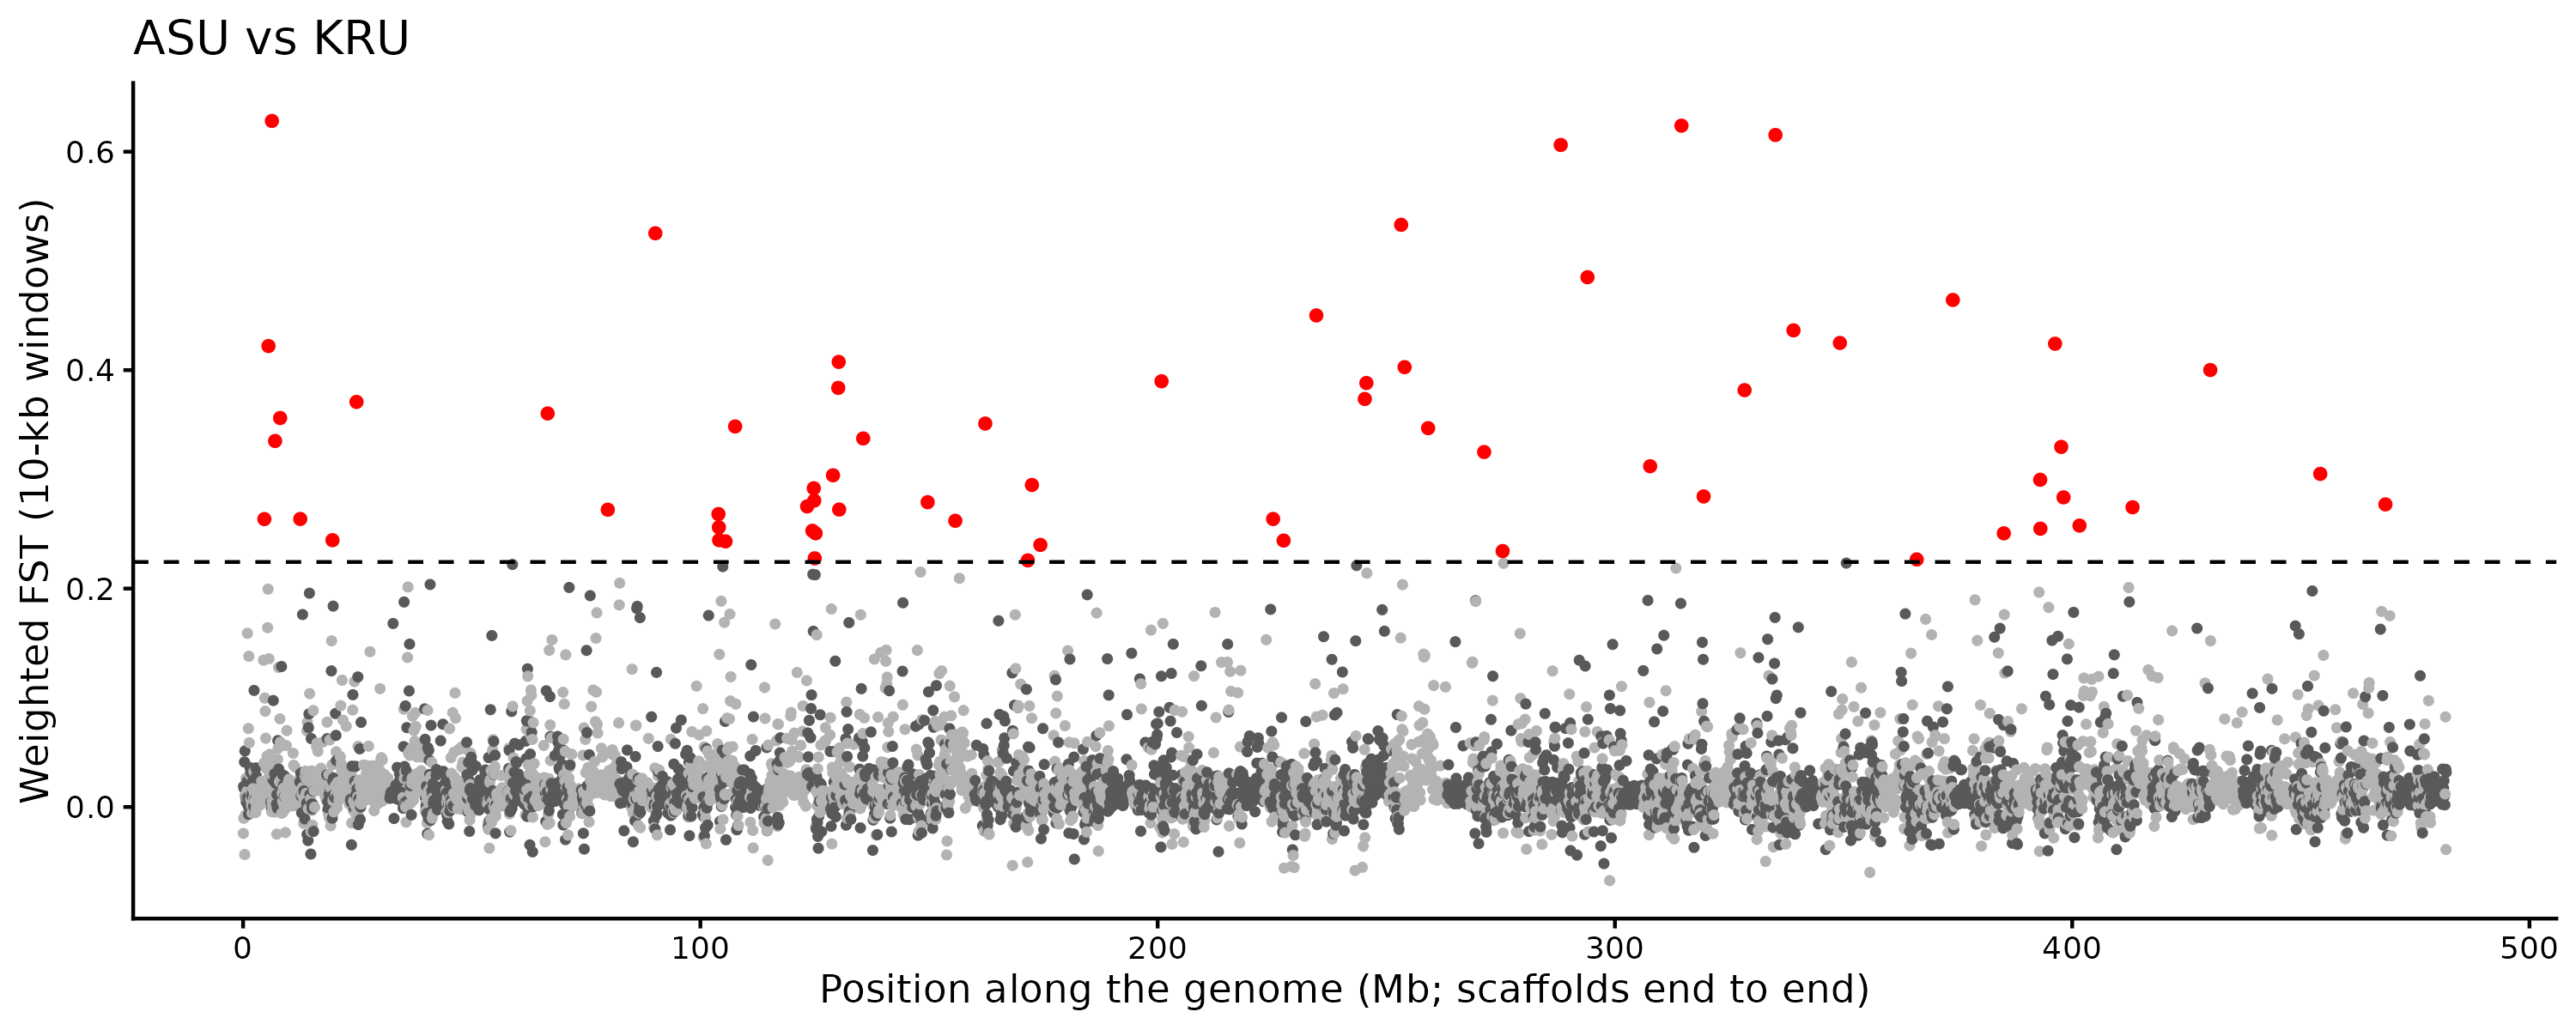 ASU vs KRU
Weighted FST (10-kb windows)
0.6
0.4
0.2
0.0
0 100 200 300 400 500
Position along the genome (Mb; scaffolds end to end)